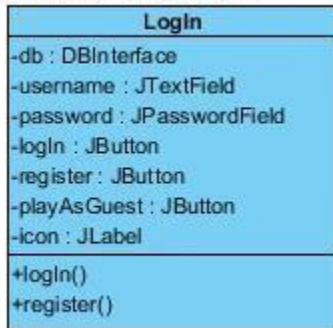 LogIn
-db : DBInterface
-username : JTextField
-password : JPasswordField
-logIn : JButton
-register : JButton
-playAsGuest : JButton
-icon : JLabel
+logIn()
+register()